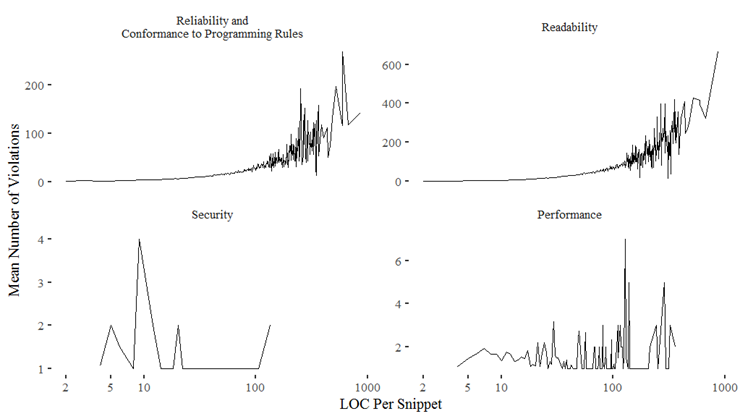 Reliability and
Conformance to Programming Rules
Readability
200
100
0
600
400
200
0
Security
Performance
4
3
2
1
6
4
2
2 5 10 100 1000
2 5 10 100 1000
LOC Per Snippet
Mean Number of Violations